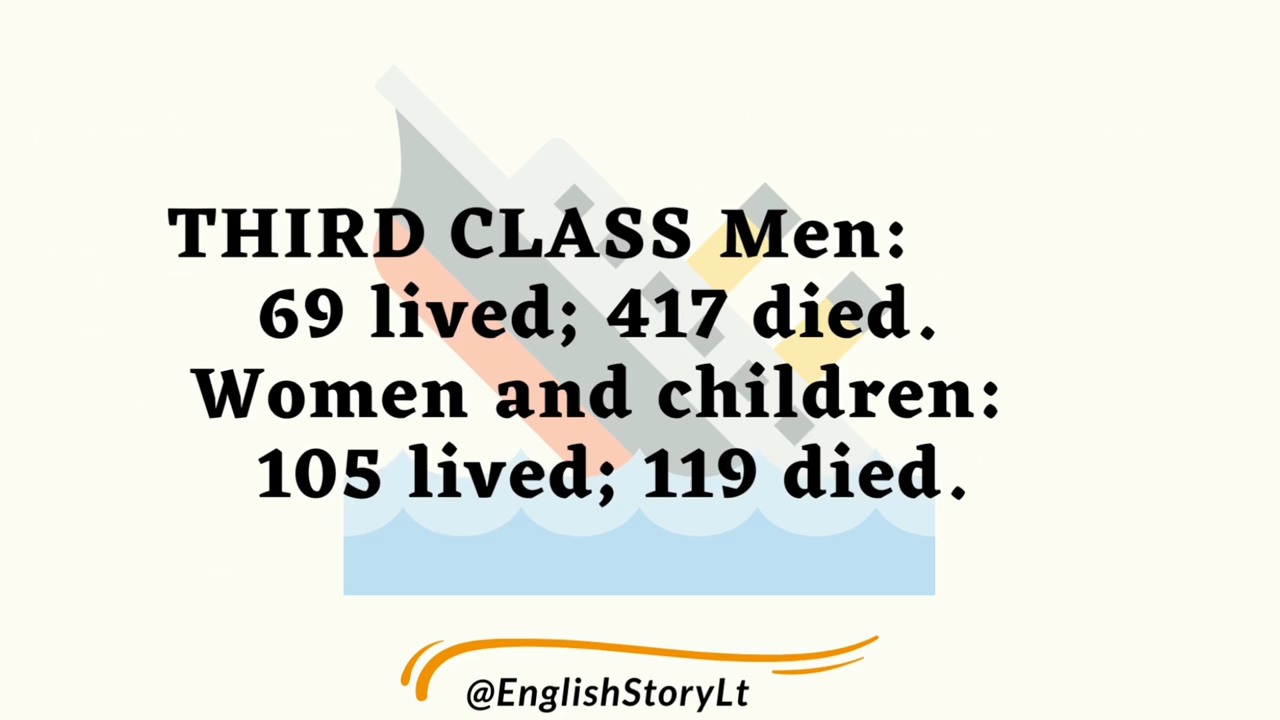 THIRD CLASS Men:
69 lived; 417 died.
Women and children:
105 lived; 119 died.
@EnglishStoryLt